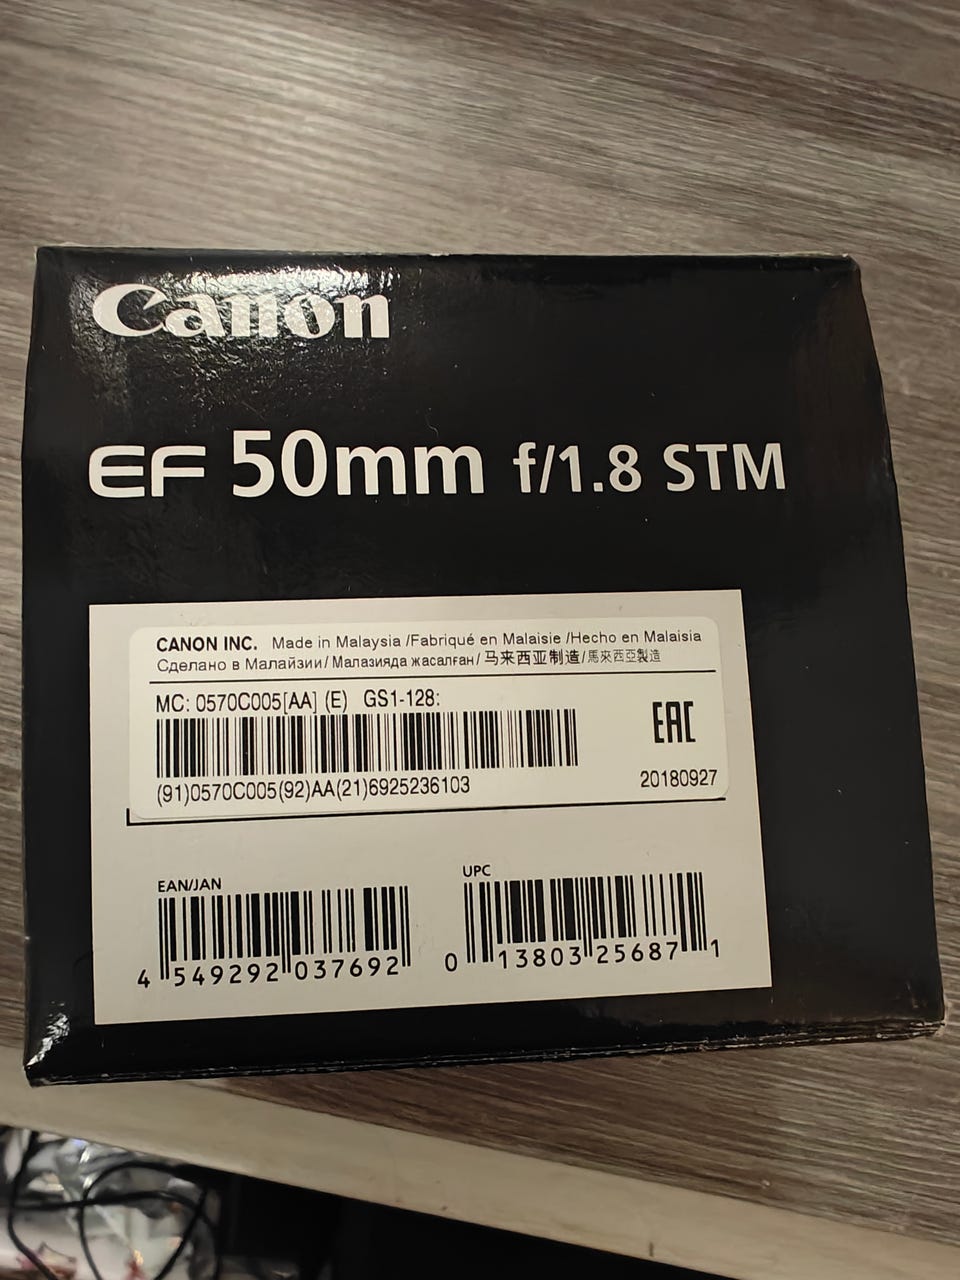 Canon
EF 50mm f/1.8 STM
CANON INC. Made in Malaysia /Fabriqué en Malaisie /Hecho en Malaisia
Сделано в Малайзии/ Малазияда жасалған/ 马来西亚制造/馬來西亞製造
MC: 0570C005[AA] (E) GS1-128:
EAC
(91)0570C005(92)AA(21)6925236103
20180927
EAN/JAN
4 549292 037692
UPC
0 13803 25687 1